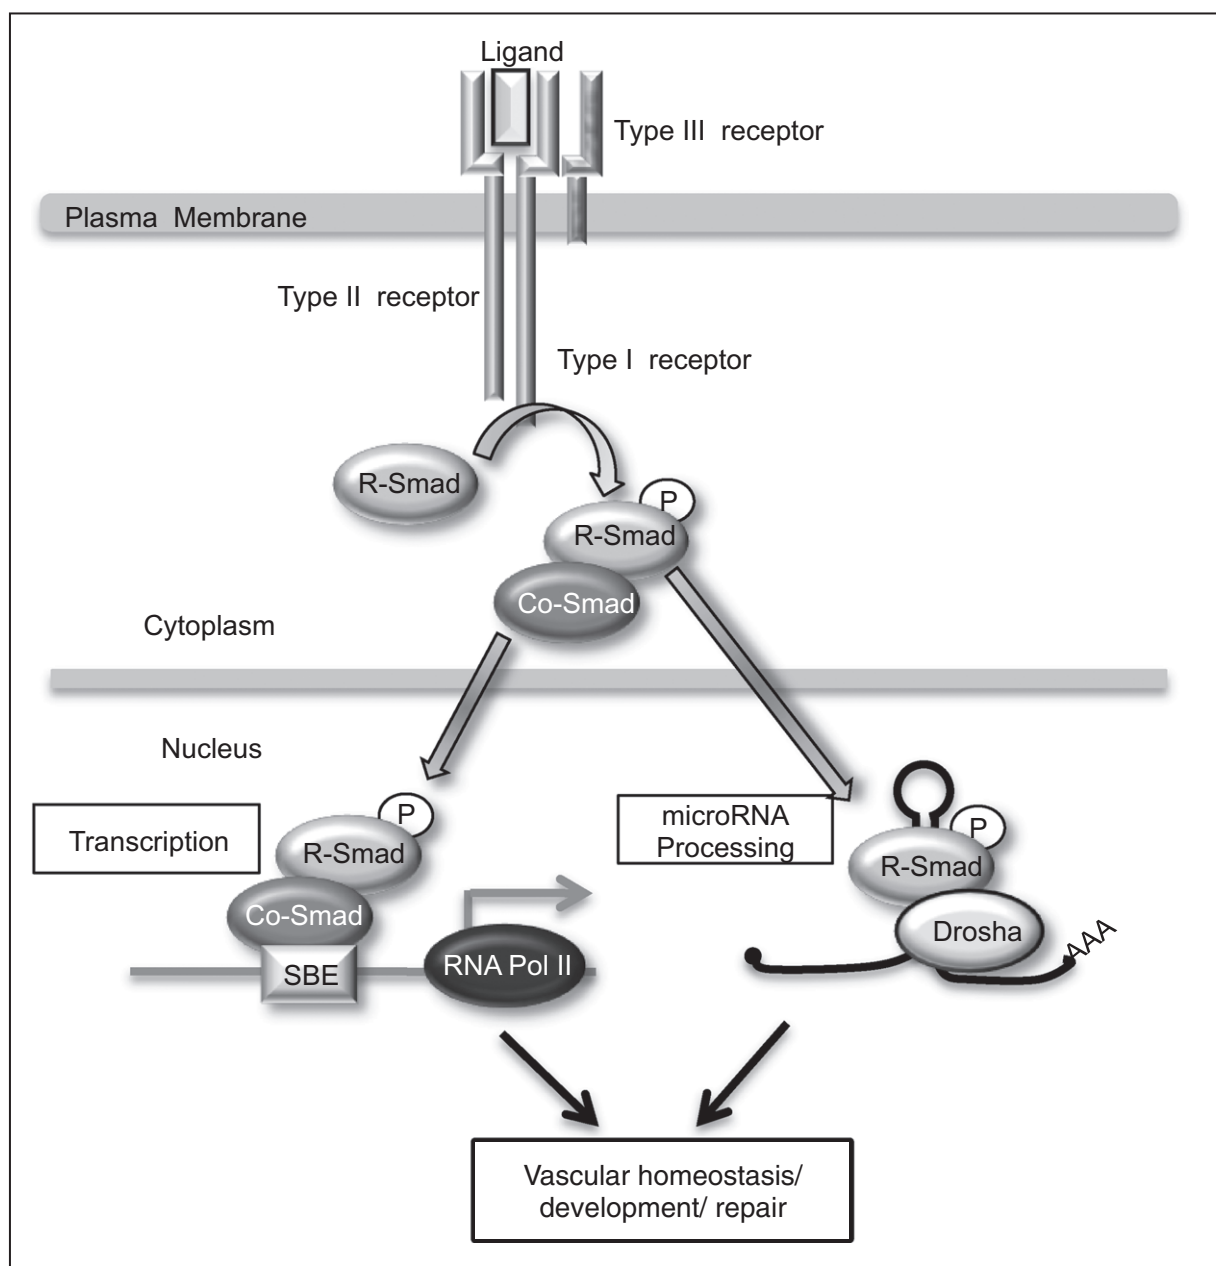 Ligand
Type III receptor
Plasma Membrane
Type II receptor
Type I receptor
R-Smad
P
R-Smad
Co-Smad
Cytoplasm
Nucleus
Transcription
P
R-Smad
Co-Smad
SBE
RNA Pol II
microRNA
Processing
P
R-Smad
Drosha
AAA
Vascular homeostasis/
development/ repair